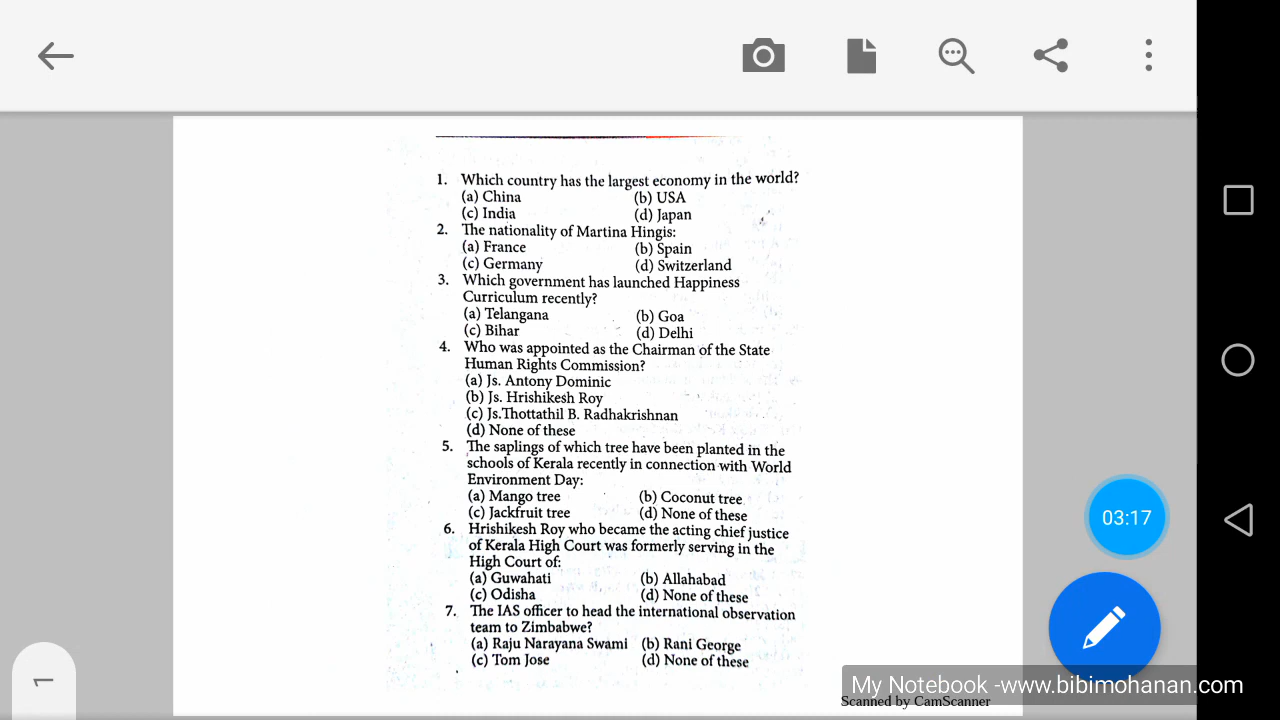 1. Which country has the largest economy in the world?
(a) China (b) USA
(c) India (d) Japan
2. The nationality of Martina Hingis:
(a) France (b) Spain
(c) Germany (d) Switzerland
3. Which government has launched Happiness
Curriculum recently?
(a) Telangana (b) Goa
(c) Bihar (d) Delhi
4. Who was appointed as the Chairman of the State
Human Rights Commission?
(a) Js. Antony Dominic
(b) Js. Hrishikesh Roy
(c) Js.Thottathil B. Radhakrishnan
(d) None of these
5. The saplings of which tree have been planted in the
schools of Kerala recently in connection with World
Environment Day:
(a) Mango tree (b) Coconut tree
(c) Jackfruit tree (d) None of these
6. Hrishikesh Roy who became the acting chief justice
of Kerala High Court was formerly serving in the
High Court of:
(a) Guwahati (b) Allahabad
(c) Odisha (d) None of these
7. The IAS officer to head the international observation
team to Zimbabwe?
(a) Raju Narayana Swami (b) Rani George
(c) Tom Jose (d) None of these
03:17
1
My Notebook -www.bibimohanan.com
Scanned by CamScanner